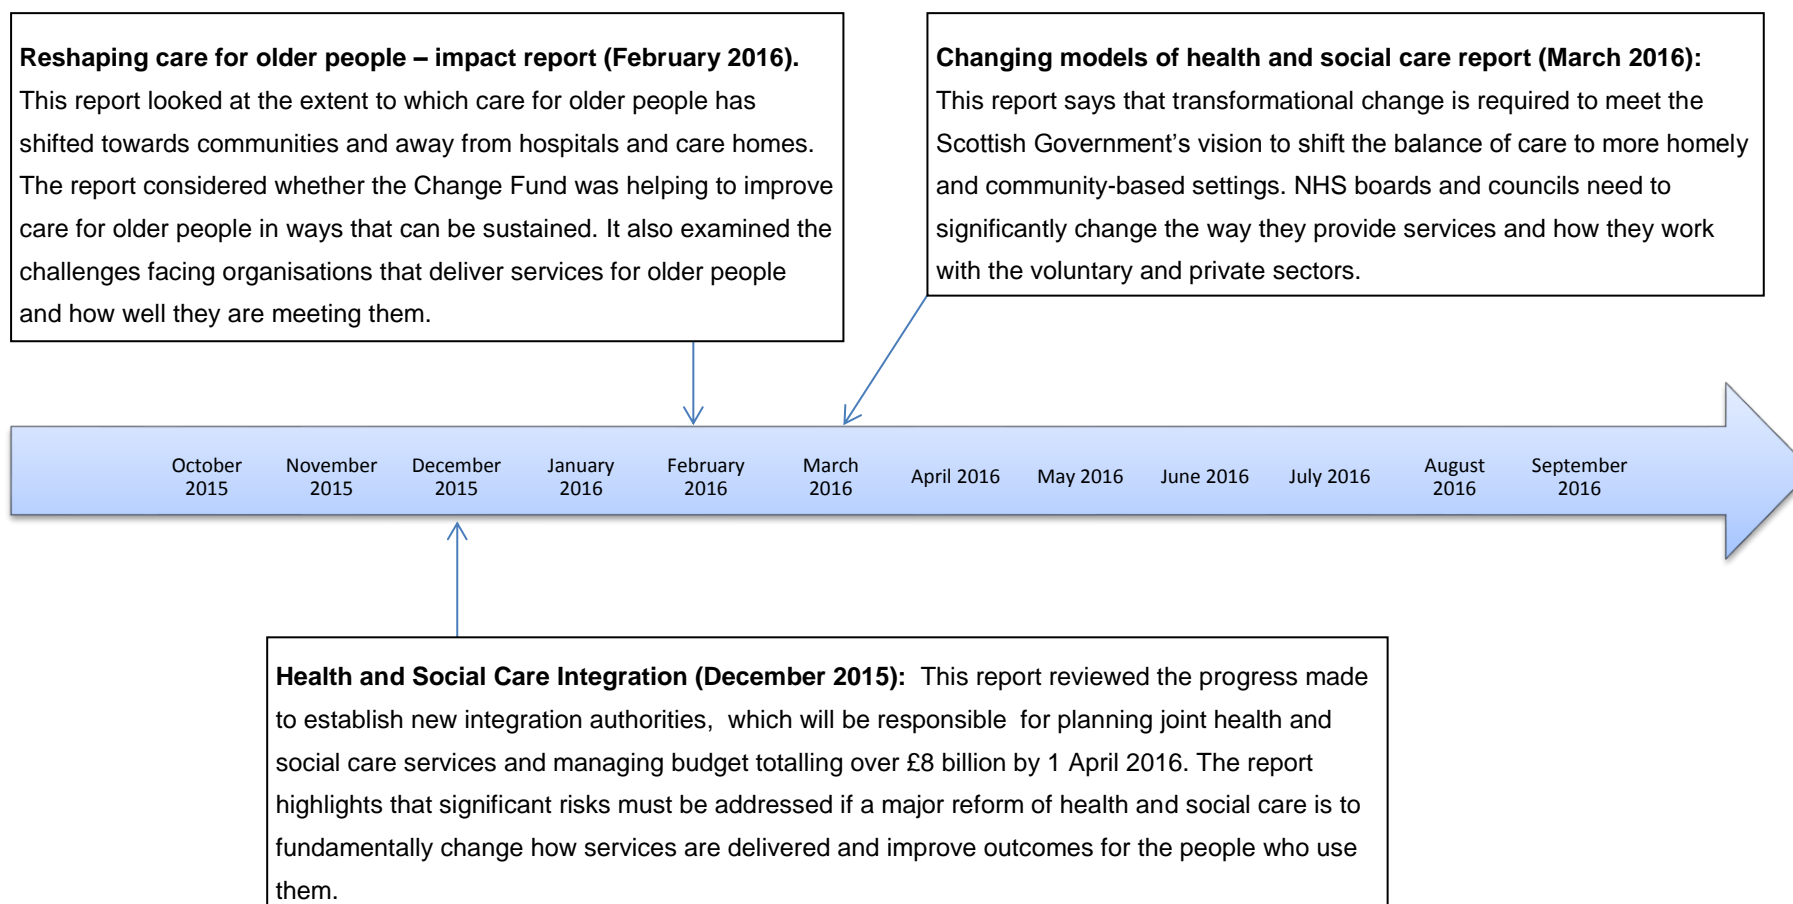 Reshaping care for older people – impact report (February 2016).
This report looked at the extent to which care for older people has
shifted towards communities and away from hospitals and care homes.
The report considered whether the Change Fund was helping to improve
care for older people in ways that can be sustained. It also examined the
challenges facing organisations that deliver services for older people
and how well they are meeting them.
Changing models of health and social care report (March 2016):
This report says that transformational change is required to meet the
Scottish Government’s vision to shift the balance of care to more homely
and community-based settings. NHS boards and councils need to
significantly change the way they provide services and how they work
with the voluntary and private sectors.
October
2015
November
2015
December
2015
January
2016
February
2016
March
2016
April 2016
May 2016
June 2016
July 2016
August
2016
September
2016
Health and Social Care Integration (December 2015): This report reviewed the progress made
to establish new integration authorities, which will be responsible for planning joint health and
social care services and managing budget totalling over £8 billion by 1 April 2016. The report
highlights that significant risks must be addressed if a major reform of health and social care is to
fundamentally change how services are delivered and improve outcomes for the people who use
them.